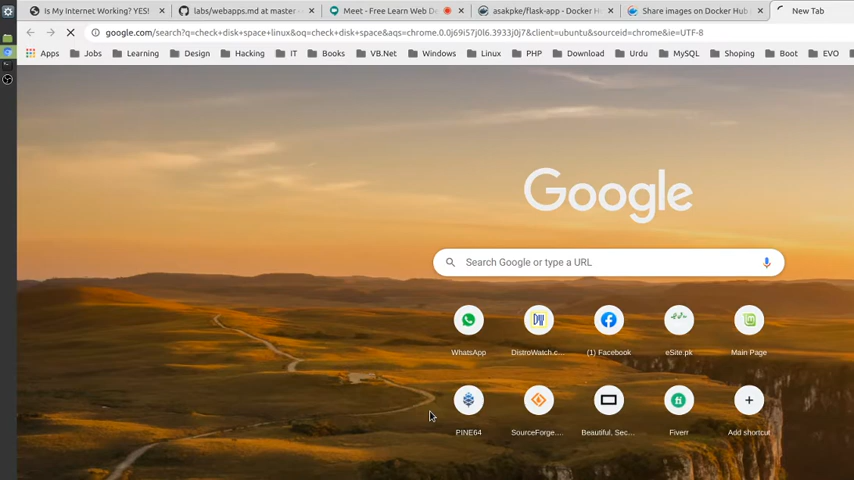 Is My Internet Working? YES!
labs/webapps.md at master
Meet - Free Learn Web De
asakpke/flask-app - Docker H
Share images on Docker Hub
New Tab
google.com/search?q=check+disk+space+linux&oq=check+disk+space&aqs=chrome.0.0j69i57j0l6.3933j0j7&client=ubuntu&sourceid=chrome&ie=UTF-8
Apps Jobs Learning Design Hacking IT Books VB.Net Windows Linux PHP Download Urdu MySQL Shoping Boot EVO
Google
Search Google or type a URL
WhatsApp DistroWatch.c... (1) Facebook eSite.pk Main Page
PINE64 SourceForge.... Beautiful, Sec... Fiverr Add shortcut